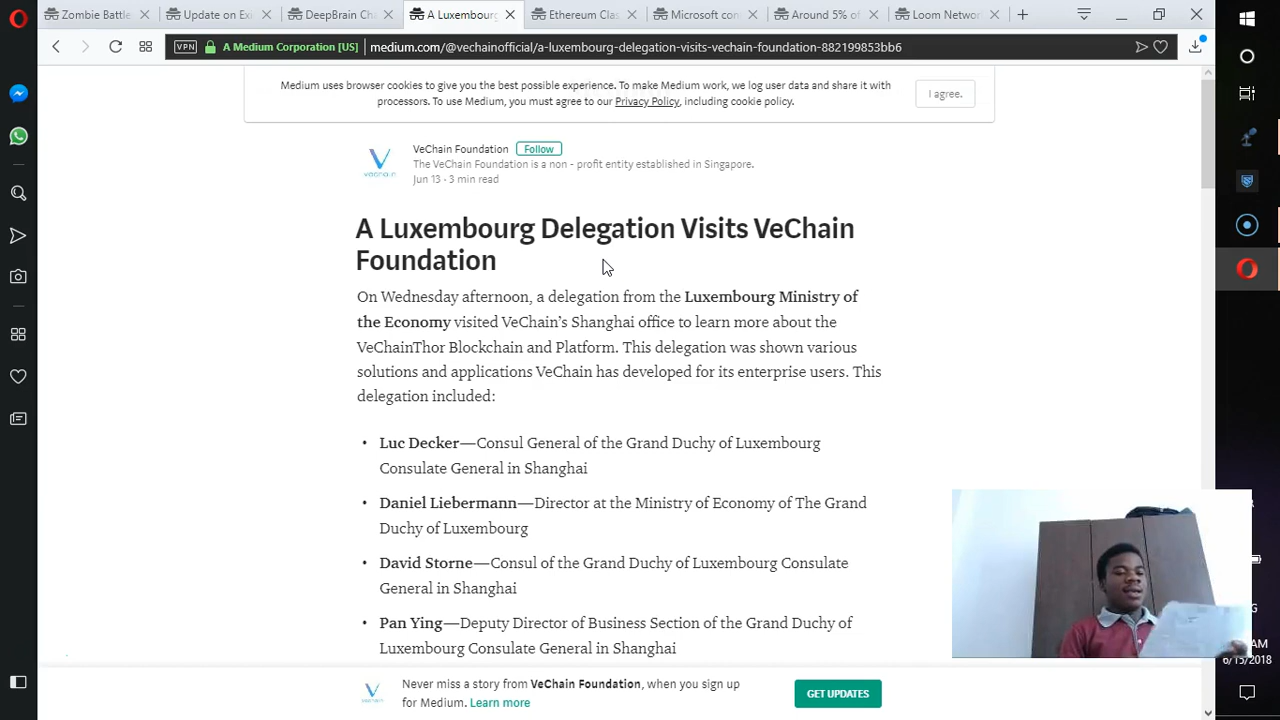 Zombie Battle
Update on Exi
DeepBrain Ch
A Luxembourg
Ethereum Clas
Microsoft con
Around 5% of
Loom Networ
VPN
A Medium Corporation [US]
medium.com/@vechainofficial/a-luxembourg-delegation-visits-vechain-foundation-882199853bb6
Medium uses browser cookies to give you the best possible experience. To make Medium work, we log user data and share it with
processors. To use Medium, you must agree to our Privacy Policy, including cookie policy.
I agree.
VeChain Foundation Follow
The VeChain Foundation is a non - profit entity established in Singapore.
Jun 13 · 3 min read
vechain
A Luxembourg Delegation Visits VeChain
Foundation
On Wednesday afternoon, a delegation from the Luxembourg Ministry of
the Economy visited VeChain’s Shanghai office to learn more about the
VeChainThor Blockchain and Platform. This delegation was shown various
solutions and applications VeChain has developed for its enterprise users. This
delegation included:
• Luc Decker—Consul General of the Grand Duchy of Luxembourg
Consulate General in Shanghai
• Daniel Liebermann—Director at the Ministry of Economy of The Grand
Duchy of Luxembourg
• David Storne—Consul of the Grand Duchy of Luxembourg Consulate
General in Shanghai
• Pan Ying—Deputy Director of Business Section of the Grand Duchy of
Luxembourg Consulate General in Shanghai
Never miss a story from VeChain Foundation, when you sign up
for Medium. Learn more
GET UPDATES
AM
6/15/2018